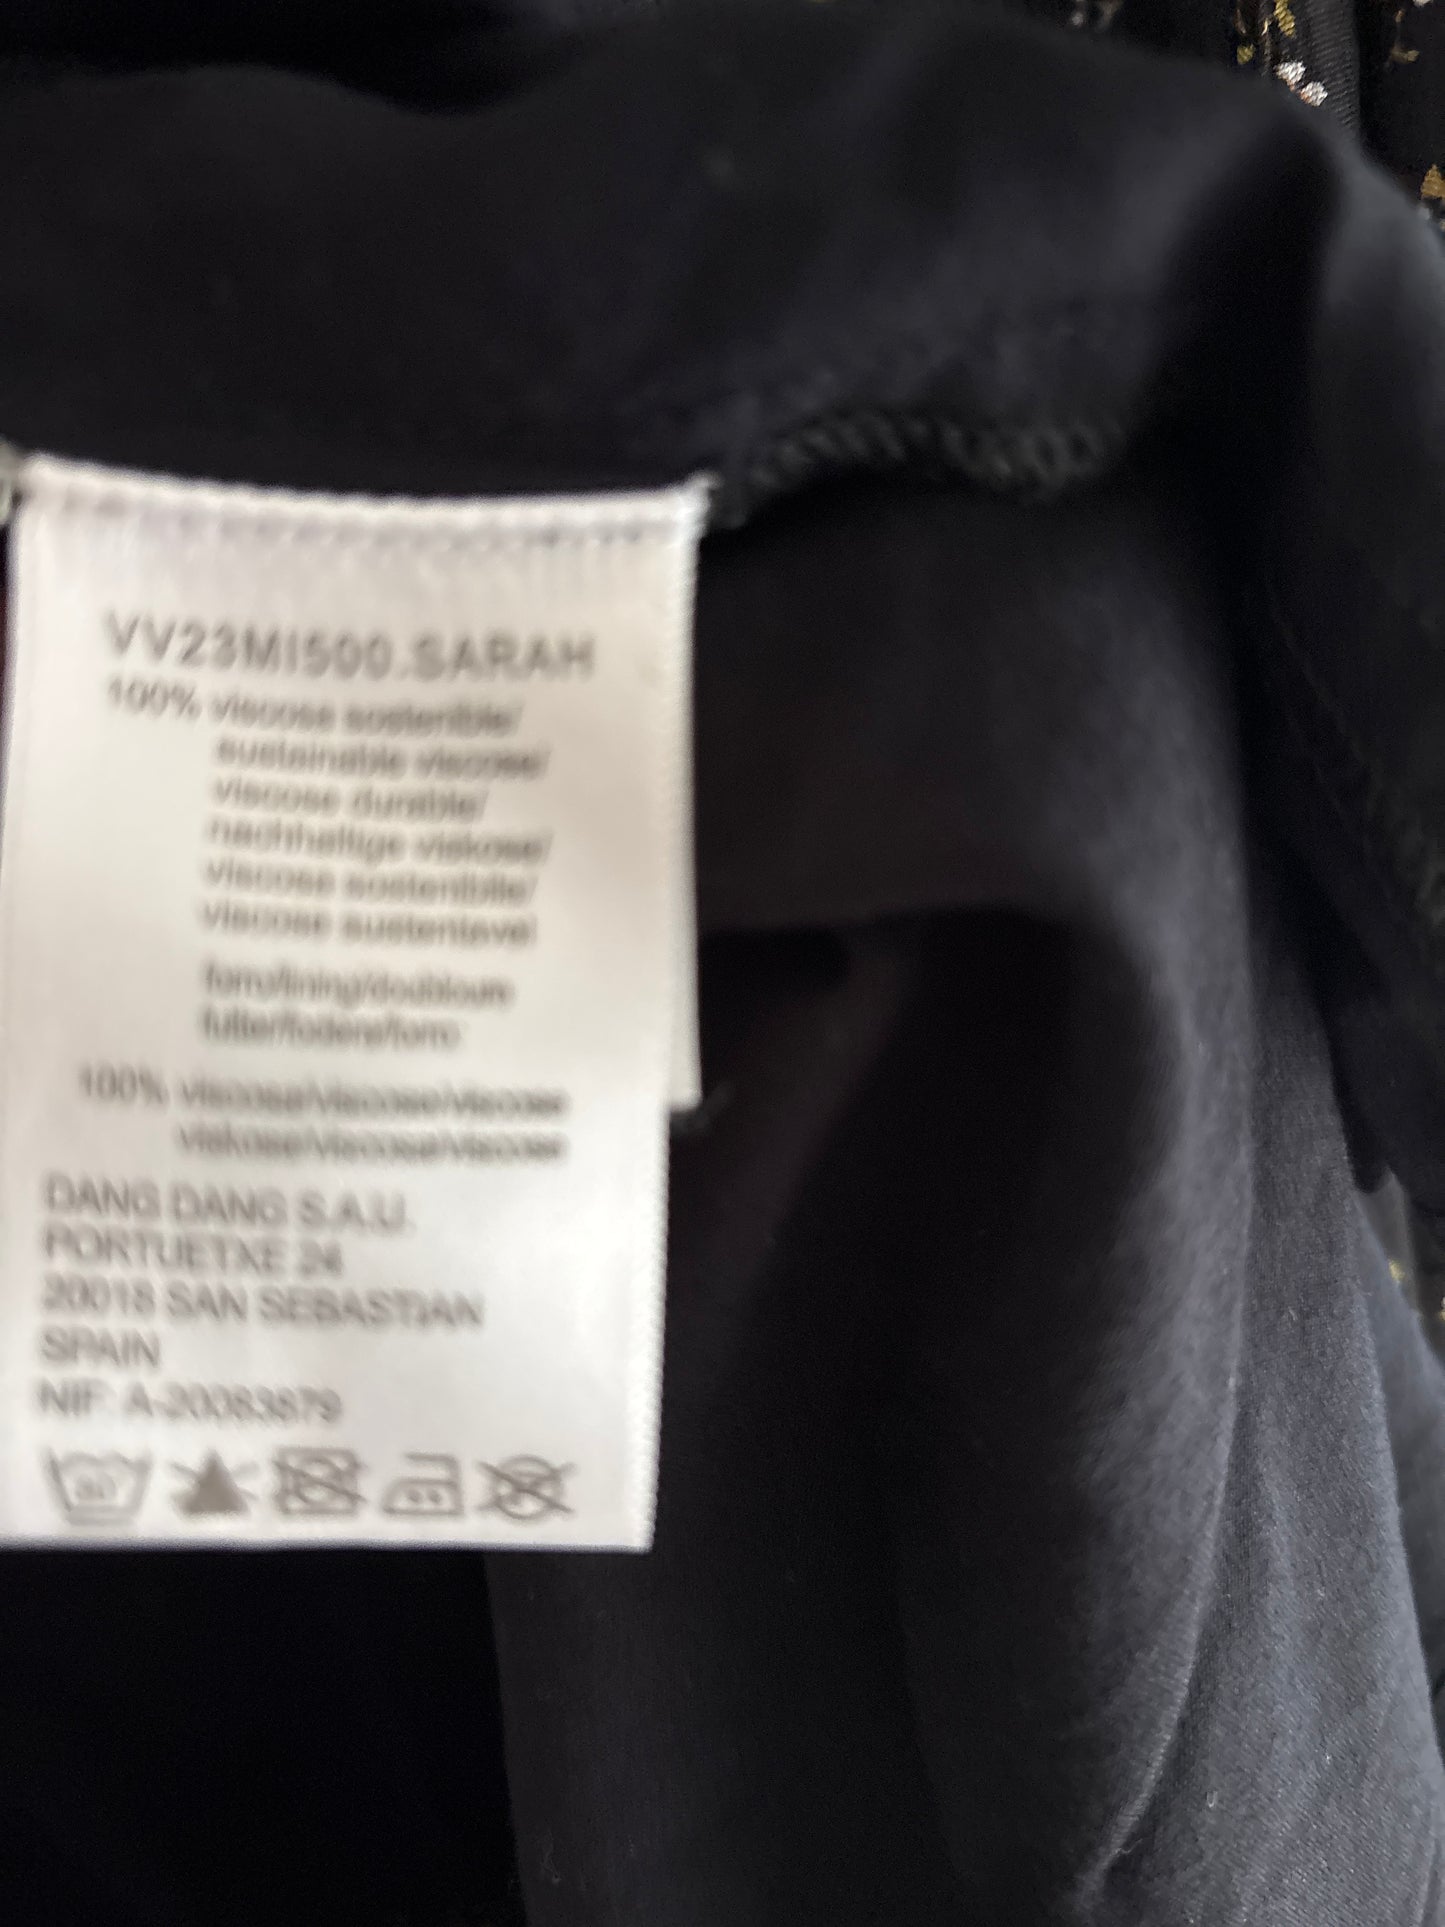 VV23MI500.SARAH
100% viscose sostenible/
sustainable viscose/
viscose durable/
nachhaltige viskose/
viscose sostenibile/
viscose sustentavel
forro/lining/doublure
futter/fodera/forro
100% viscosa/viscose/viscose
viskose/viscosa/viscose
DANG DANG S.A.U.
PORTUETXE 24
20018 SAN SEBASTIAN
SPAIN
NIF: A-20083679